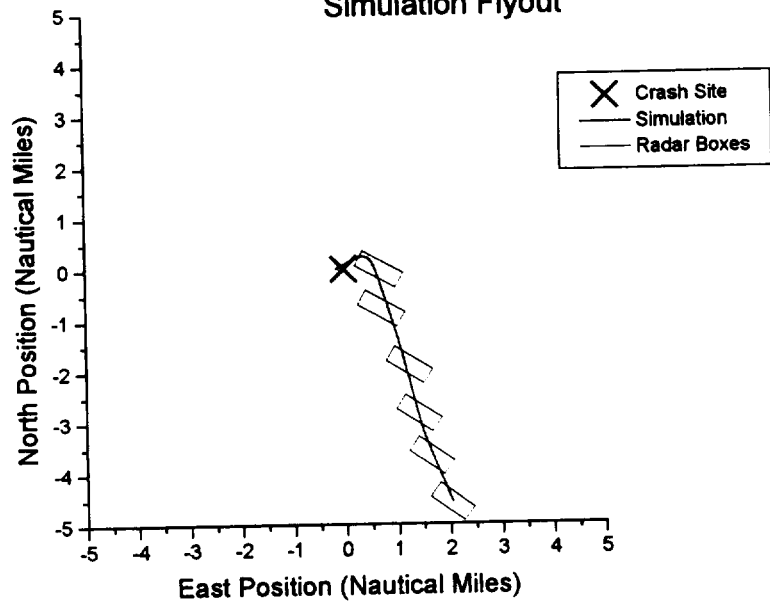 Simulation Flyout
5
4
3
2
1
0
-1
-2
-3
-4
-5
North Position (Nautical Miles)
Crash Site
Simulation
Radar Boxes
-5 -4 -3 -2 -1 0 1 2 3 4 5
East Position (Nautical Miles)